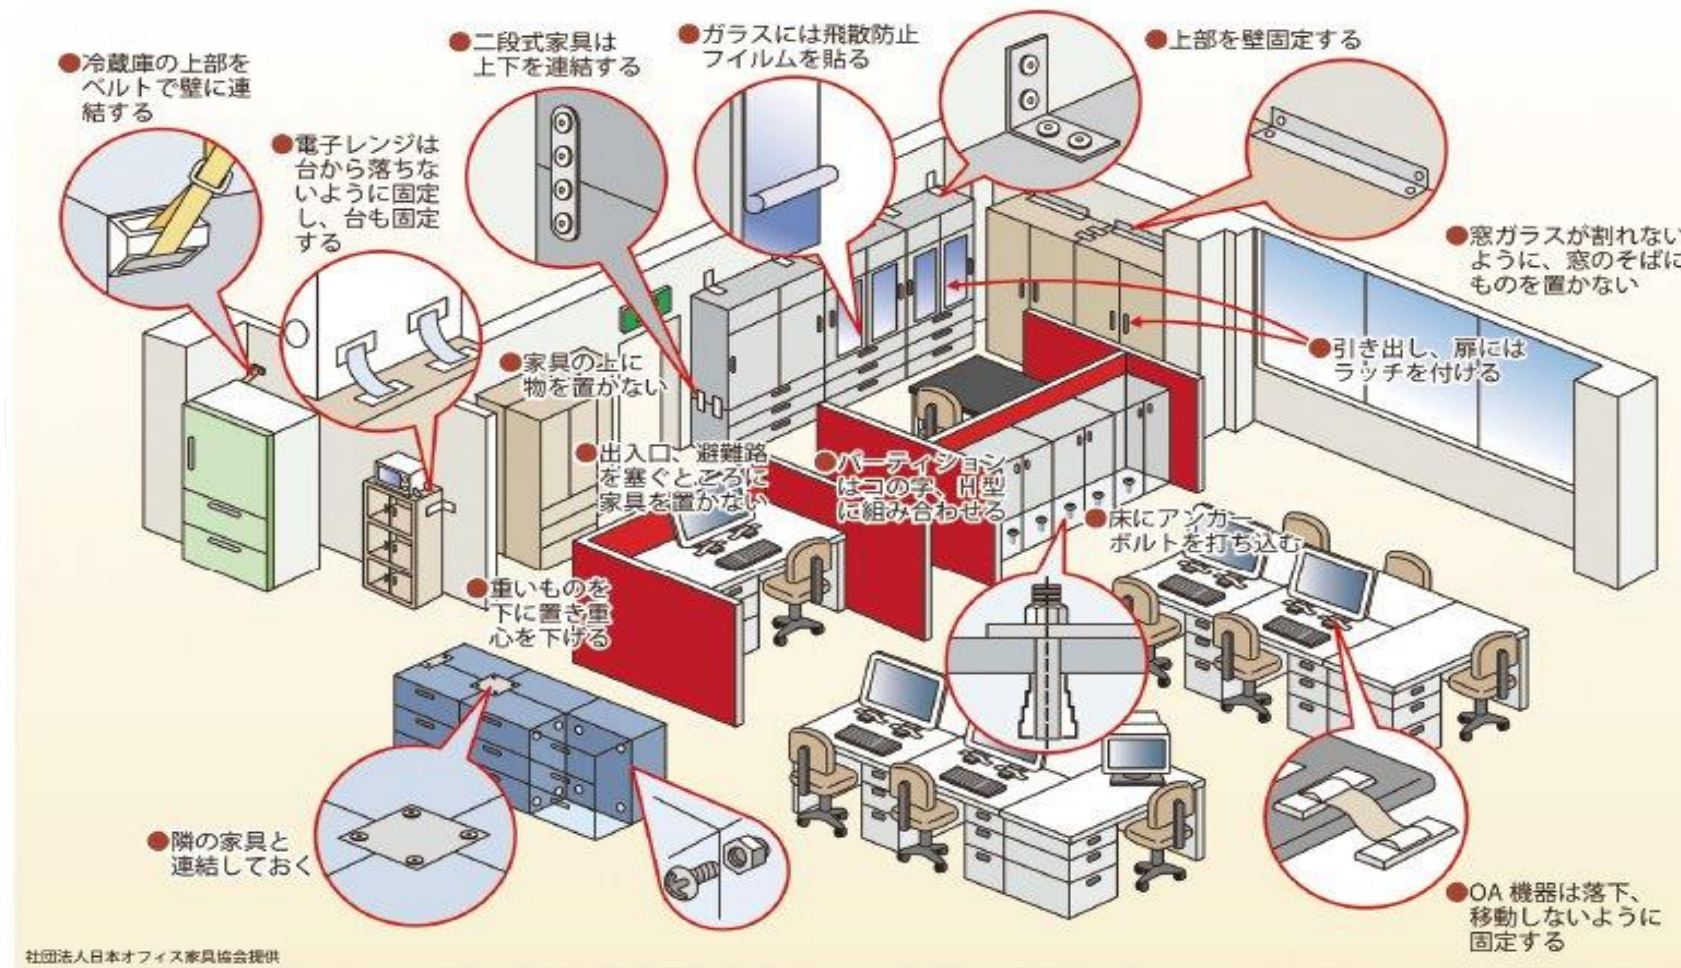 ●冷蔵庫の上部を
ベルトで壁に連
結する
●電子レンジは
台から落ちな
いように固定
し、台も固定
する
●二段式家具は
上下を連結する
●ガラスには飛散防止
フイルムを貼る
●上部を壁固定する
●窓ガラスが割れない
ように、窓のそばに
ものを置かない
●引き出し、扉には
ラッチを付ける
●家具の上に
物を置かない
●出入口、避難路
を塞ぐところに
家具を置かない
●パーティション
はコの字、H型
に組み合わせる
●床にアンカー
ボルトを打ち込む
●重いものを
下に置き重
心を下げる
●隣の家具と
連結しておく
●OA 機器は落下、
移動しないように
固定する
社団法人日本オフィス家具協会提供